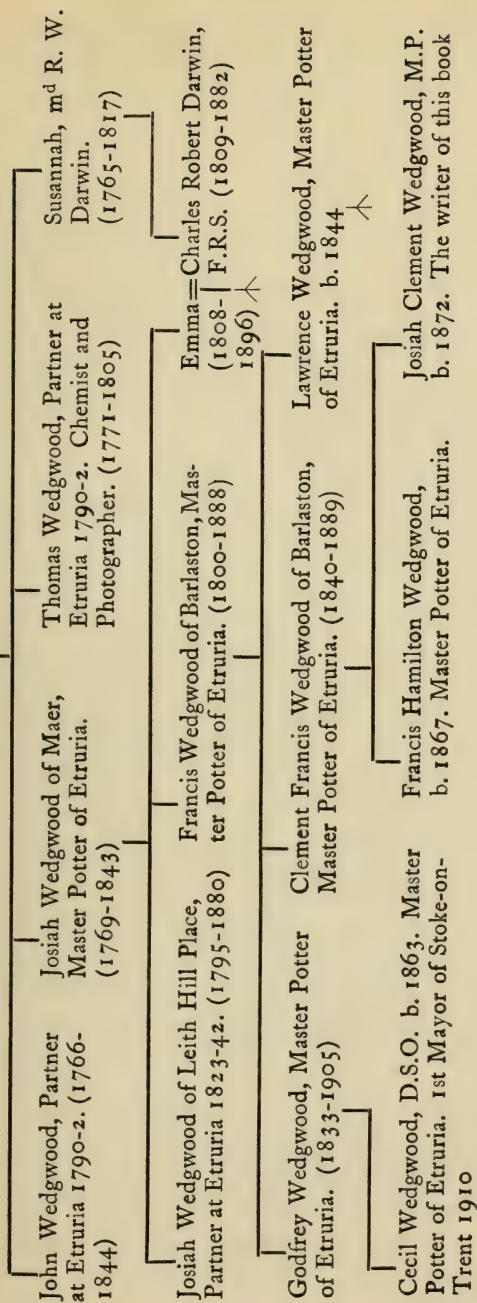 John Wedgwood, Partner
at Etruria 1790-2. (1766-
1844)
Josiah Wedgwood of Maer,
Master Potter of Etruria.
(1769-1843)
Thomas Wedgwood, Partner at
Etruria 1790-2. Chemist and
Photographer. (1771-1805)
Susannah, mᵈ R. W.
Darwin.
(1765-1817)
Josiah Wedgwood of Leith Hill Place,
Partner at Etruria 1823-42. (1795-1880)
Francis Wedgwood of Barlaston, Mas-
ter Potter of Etruria. (1800-1888)
Emma=Charles Robert Darwin,
(1808- F.R.S. (1809-1882)
1896)
Godfrey Wedgwood, Master Potter
of Etruria. (1833-1905)
Clement Francis Wedgwood of Barlaston,
Master Potter of Etruria. (1840-1889)
Lawrence Wedgwood, Master Potter
of Etruria. b. 1844
Cecil Wedgwood, D.S.O. b. 1863. Master
Potter of Etruria. 1st Mayor of Stoke-on-
Trent 1910
Francis Hamilton Wedgwood,
b. 1867. Master Potter of Etruria.
Josiah Clement Wedgwood, M.P.
b. 1872. The writer of this book